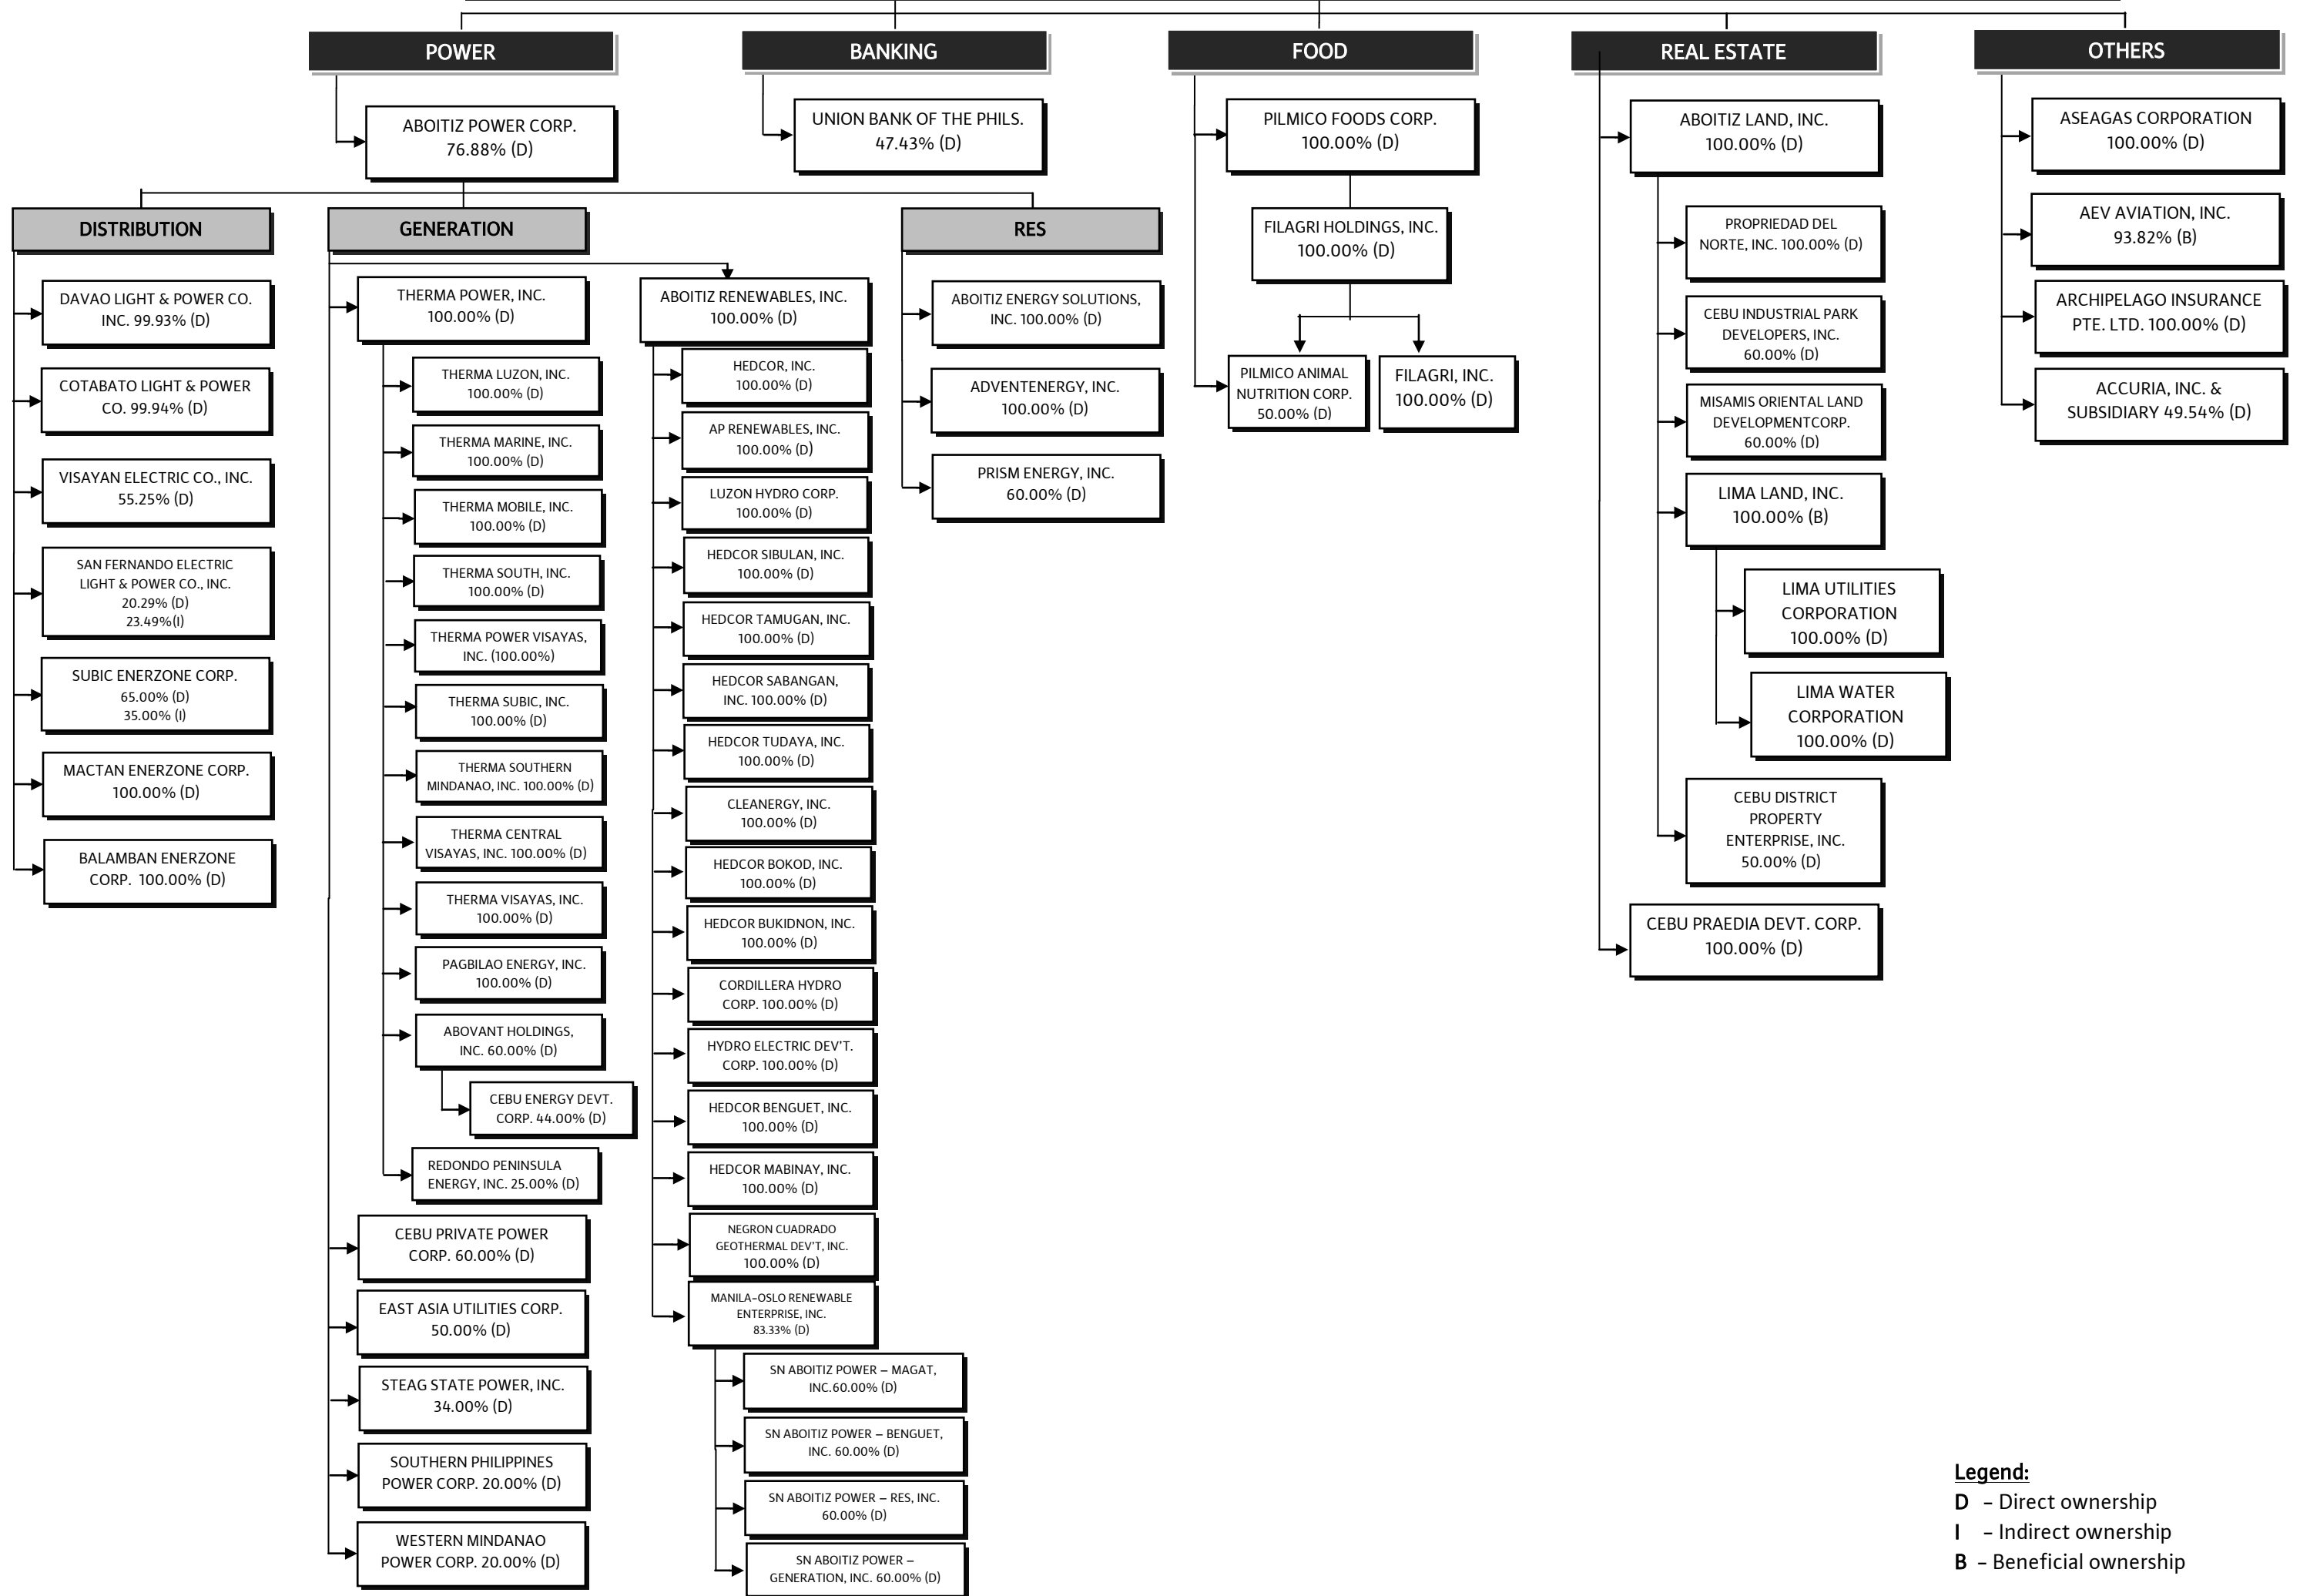 POWER
BANKING
FOOD
REAL ESTATE
OTHERS
ABOITIZ POWER CORP.
76.88% (D)
UNION BANK OF THE PHILS.
47.43% (D)
PILMICO FOODS CORP.
100.00% (D)
ABOITIZ LAND, INC.
100.00% (D)
ASEAGAS CORPORATION
100.00% (D)
DISTRIBUTION
GENERATION
RES
DAVAO LIGHT & POWER CO.
INC. 99.93% (D)
COTABATO LIGHT & POWER
CO. 99.94% (D)
VISAYAN ELECTRIC CO., INC.
55.25% (D)
SAN FERNANDO ELECTRIC
LIGHT & POWER CO., INC.
20.29% (D)
23.49%(I)
SUBIC ENERZONE CORP.
65.00% (D)
35.00% (I)
MACTAN ENERZONE CORP.
100.00% (D)
BALAMBAN ENERZONE
CORP. 100.00% (D)
THERMA POWER, INC.
100.00% (D)
THERMA LUZON, INC.
100.00% (D)
THERMA MARINE, INC.
100.00% (D)
THERMA MOBILE, INC.
100.00% (D)
THERMA SOUTH, INC.
100.00% (D)
THERMA POWER VISAYAS,
INC. (100.00%)
THERMA SUBIC, INC.
100.00% (D)
THERMA SOUTHERN
MINDANAO, INC. 100.00% (D)
THERMA CENTRAL
VISAYAS, INC. 100.00% (D)
THERMA VISAYAS, INC.
100.00% (D)
PAGBILAO ENERGY, INC.
100.00% (D)
ABOVANT HOLDINGS,
INC. 60.00% (D)
CEBU ENERGY DEVT.
CORP. 44.00% (D)
REDONDO PENINSULA
ENERGY, INC. 25.00% (D)
CEBU PRIVATE POWER
CORP. 60.00% (D)
EAST ASIA UTILITIES CORP.
50.00% (D)
STEAG STATE POWER, INC.
34.00% (D)
SOUTHERN PHILIPPINES
POWER CORP. 20.00% (D)
WESTERN MINDANAO
POWER CORP. 20.00% (D)
ABOITIZ RENEWABLES, INC.
100.00% (D)
HEDCOR, INC.
100.00% (D)
AP RENEWABLES, INC.
100.00% (D)
LUZON HYDRO CORP.
100.00% (D)
HEDCOR SIBULAN, INC.
100.00% (D)
HEDCOR TAMUGAN, INC.
100.00% (D)
HEDCOR SABANGAN,
INC. 100.00% (D)
HEDCOR TUDAYA, INC.
100.00% (D)
CLEANERGY, INC.
100.00% (D)
HEDCOR BOKOD, INC.
100.00% (D)
HEDCOR BUKIDNON, INC.
100.00% (D)
CORDILLERA HYDRO
CORP. 100.00% (D)
HYDRO ELECTRIC DEV'T.
CORP. 100.00% (D)
HEDCOR BENGUET, INC.
100.00% (D)
HEDCOR MABINAY, INC.
100.00% (D)
NEGRON CUADRADO
GEOTHERMAL DEV'T, INC.
100.00% (D)
MANILA-OSLO RENEWABLE
ENTERPRISE, INC.
83.33% (D)
SN ABOITIZ POWER – MAGAT,
INC.60.00% (D)
SN ABOITIZ POWER – BENGUET,
INC. 60.00% (D)
SN ABOITIZ POWER – RES, INC.
60.00% (D)
SN ABOITIZ POWER –
GENERATION, INC. 60.00% (D)
ABOITIZ ENERGY SOLUTIONS,
INC. 100.00% (D)
ADVENTENERGY, INC.
100.00% (D)
PRISM ENERGY, INC.
60.00% (D)
FILAGRI HOLDINGS, INC.
100.00% (D)
PILMICO ANIMAL
NUTRITION CORP.
50.00% (D)
FILAGRI, INC.
100.00% (D)
PROPRIEDAD DEL
NORTE, INC. 100.00% (D)
CEBU INDUSTRIAL PARK
DEVELOPERS, INC.
60.00% (D)
MISAMIS ORIENTAL LAND
DEVELOPMENTCORP.
60.00% (D)
LIMA LAND, INC.
100.00% (B)
LIMA UTILITIES
CORPORATION
100.00% (D)
LIMA WATER
CORPORATION
100.00% (D)
CEBU DISTRICT
PROPERTY
ENTERPRISE, INC.
50.00% (D)
CEBU PRAEDIA DEVT. CORP.
100.00% (D)
AEV AVIATION, INC.
93.82% (B)
ARCHIPELAGO INSURANCE
PTE. LTD. 100.00% (D)
ACCURIA, INC. &
SUBSIDIARY 49.54% (D)
Legend:
D – Direct ownership
I – Indirect ownership
B – Beneficial ownership